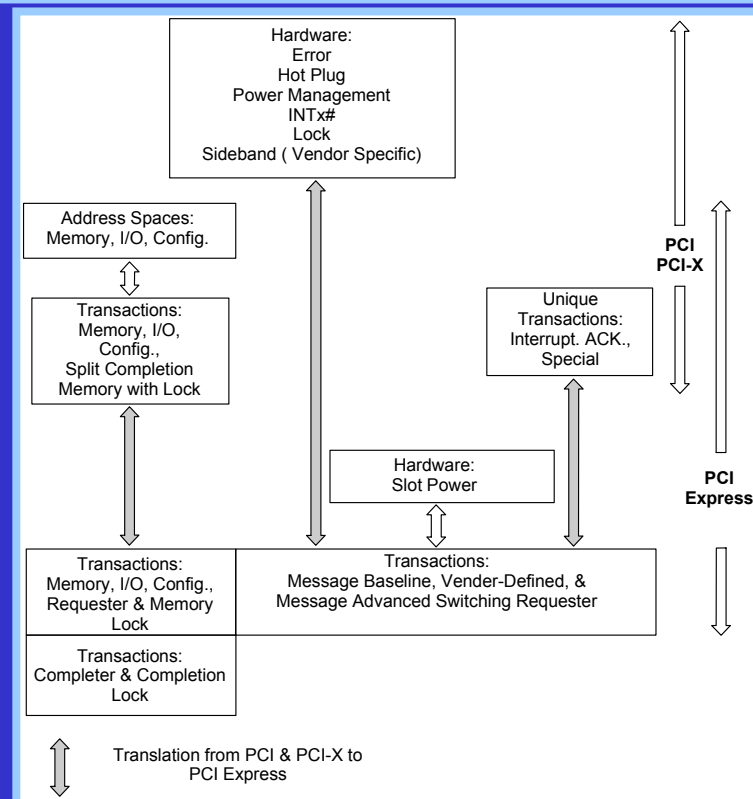 Hardware:
Error
Hot Plug
Power Management
INTx#
Lock
Sideband ( Vendor Specific)
Address Spaces:
Memory, I/O, Config.
PCI
PCI-X
Transactions:
Memory, I/O,
Config.,
Split Completion
Memory with Lock
Unique
Transactions:
Interrupt. ACK.,
Special
Hardware:
Slot Power
PCI
Express
Transactions:
Memory, I/O, Config.,
Requester & Memory
Lock
Transactions:
Message Baseline, Vender-Defined, &
Message Advanced Switching Requester
Transactions:
Completer & Completion
Lock
Translation from PCI & PCI-X to
PCI Express